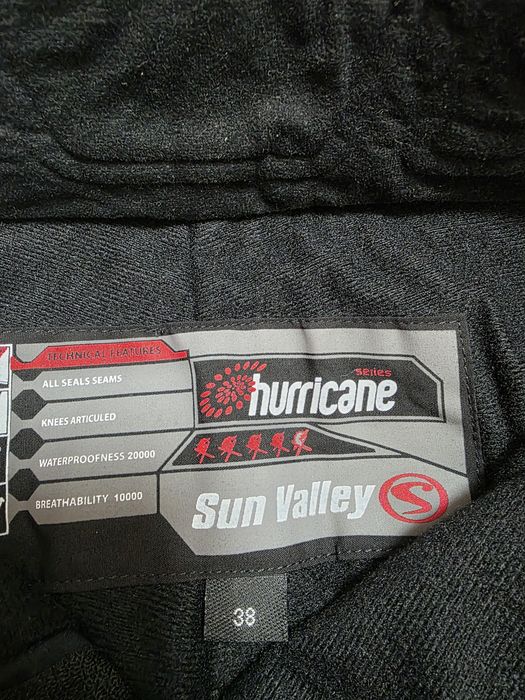 TECHNICAL FEATURES
ALL SEALS SEAMS
KNEES ARTICULED
WATERPROOFNESS 20000
BREATHABILITY 10000
series
hurricane
Sun Valley
S
38